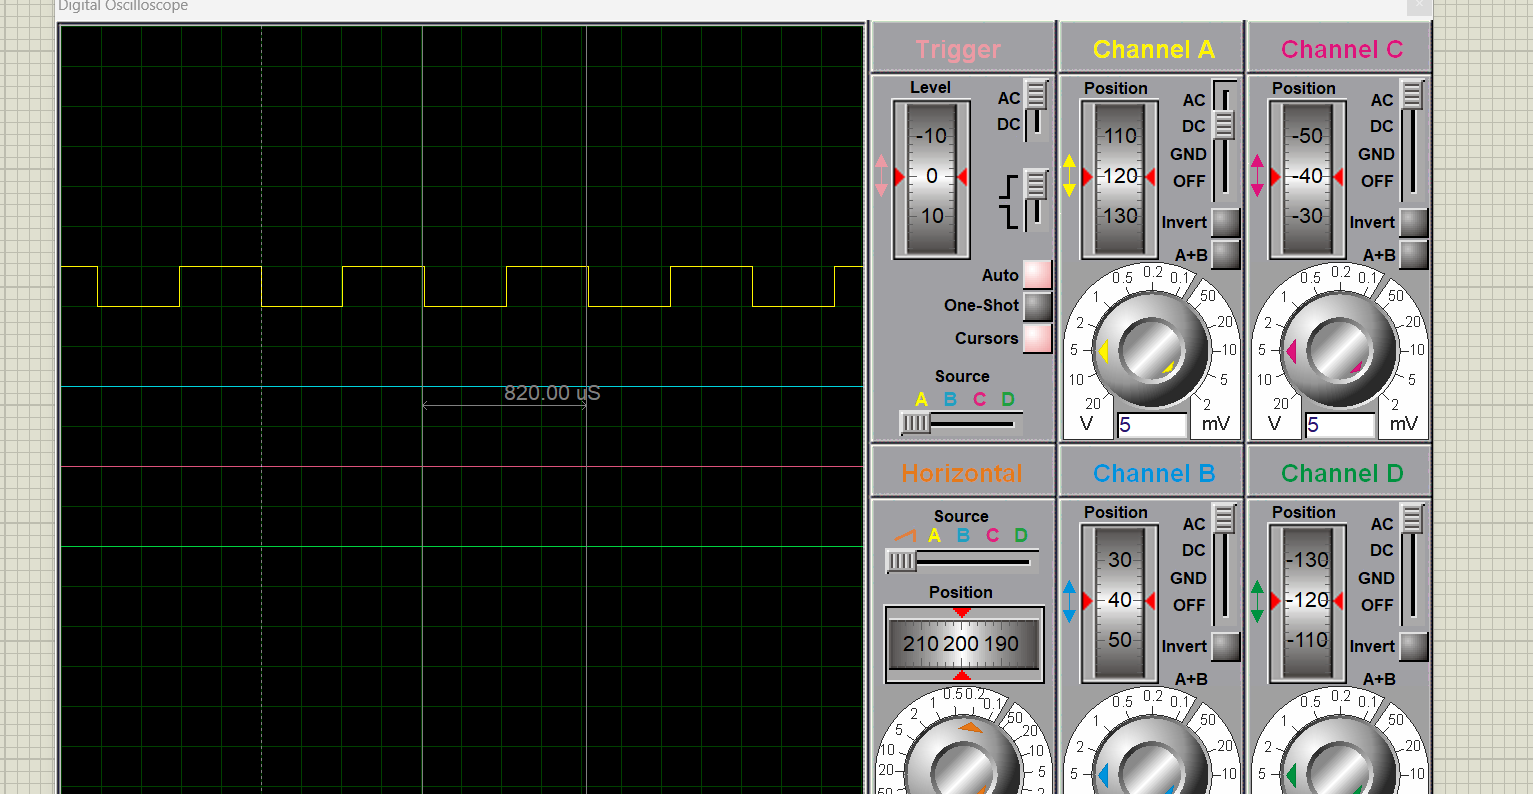 Digital Oscilloscope
820.00 uS
Trigger
Level
-10
0
10
AC
DC
Auto
One-Shot
Cursors
Source
A B C D
Channel A
Position
110
120
130
AC
DC
GND
OFF
Invert
A+B
0.5 0.2 0.1
1
50
2
20
5
10
10
5
20
2
V
5
mV
Channel C
Position
-50
-40
-30
AC
DC
GND
OFF
Invert
A+B
0.5 0.2 0.1
1
50
2
20
5
10
10
5
20
2
V
5
mV
Horizontal
Source
A B C D
Position
210 200 190
0.5 0.2 0.1
1
50
2
20
5
10
10
5
20
2
50
Channel B
Position
30
40
50
AC
DC
GND
OFF
Invert
A+B
0.5 0.2 0.1
1
50
2
20
5
10
Channel D
Position
-130
-120
-110
AC
DC
GND
OFF
Invert
A+B
0.5 0.2 0.1
1
50
2
20
5
10